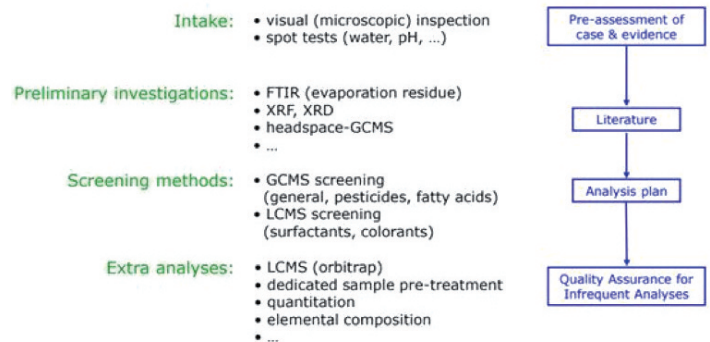 Intake:
• visual (microscopic) inspection
• spot tests (water, pH, ...)
Preliminary investigations:
• FTIR (evaporation residue)
• XRF, XRD
• headspace-GCMS
• ...
Screening methods:
• GCMS screening
(general, pesticides, fatty acids)
• LCMS screening
(surfactants, colorants)
Extra analyses:
• LCMS (orbitrap)
• dedicated sample pre-treatment
• quantitation
• elemental composition
• ...
Pre-assessment of
case & evidence
Literature
Analysis plan
Quality Assurance for
Infrequent Analyses